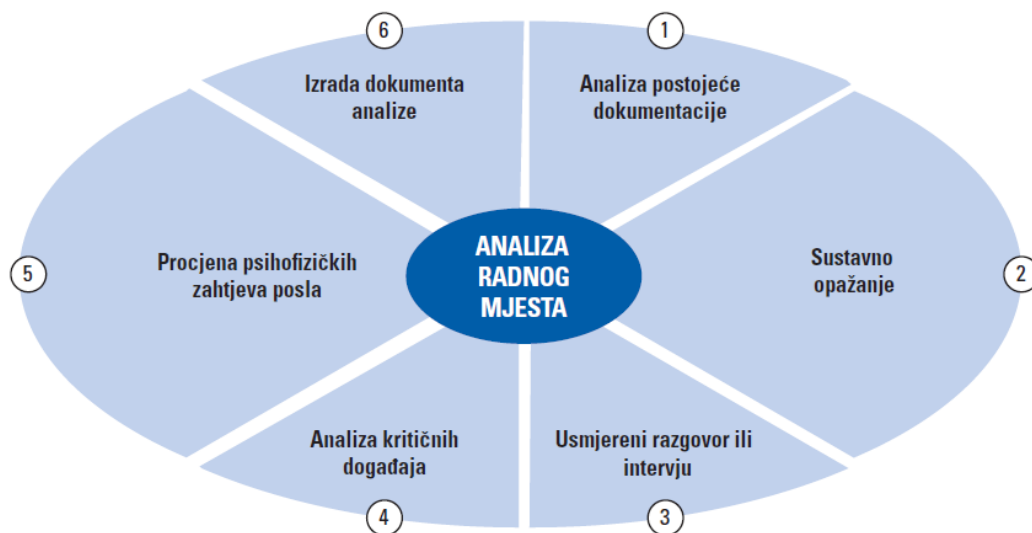 6
Izrada dokumenta
analize
1
Analiza postojeće
dokumentacije
5
Procjena psihofizičkih
zahtjeva posla
ANALIZA
RADNOG
MJESTA
Sustavno
opažanje
2
Analiza kritičnih
događaja
4
Usmjereni razgovor ili
intervju
3